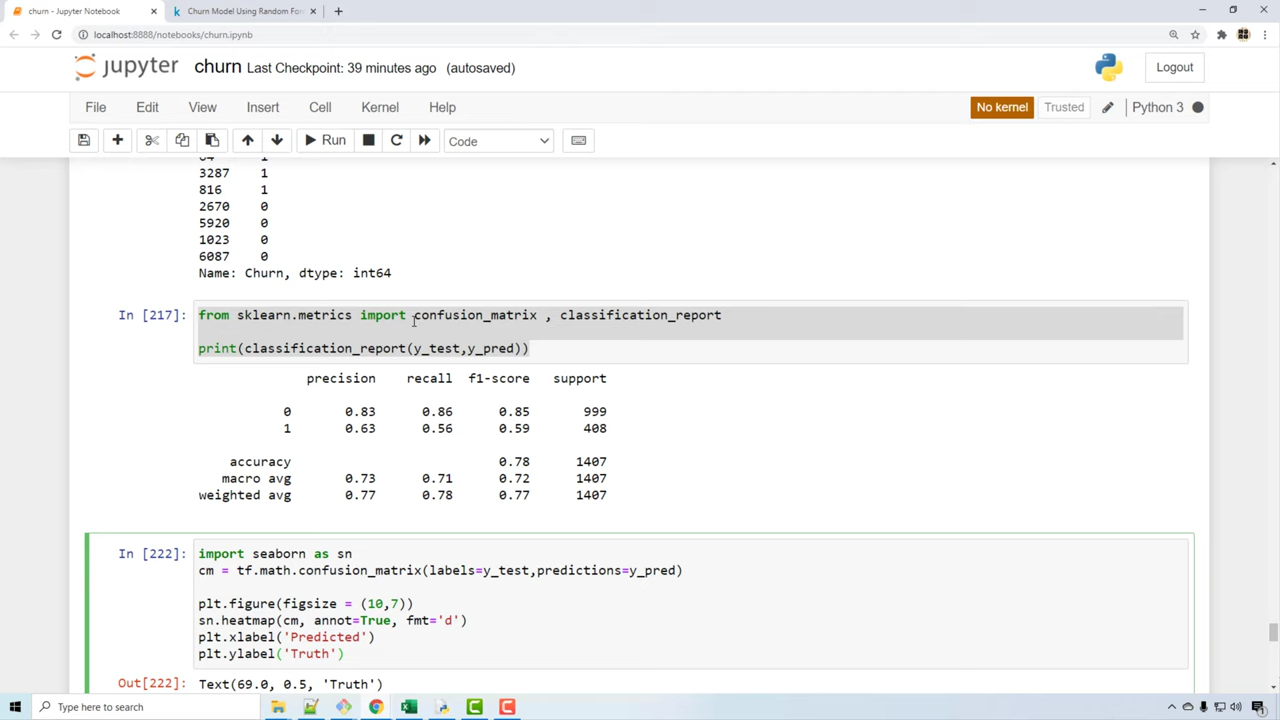 churn - Jupyter Notebook
Churn Model Using Random For
localhost:8888/notebooks/churn.ipynb
jupyter churn Last Checkpoint: 39 minutes ago (autosaved)
Logout
File Edit View Insert Cell Kernel Help
No kernel Trusted Python 3
Run Code
64 1
3287 1
816 1
2670 0
5920 0
1023 0
6087 0
Name: Churn, dtype: int64
In [217]: from sklearn.metrics import confusion_matrix , classification_report
print(classification_report(y_test,y_pred))
precision recall f1-score support
0 0.83 0.86 0.85 999
1 0.63 0.56 0.59 408
accuracy 0.78 1407
macro avg 0.73 0.71 0.72 1407
weighted avg 0.77 0.78 0.77 1407
In [222]: import seaborn as sn
cm = tf.math.confusion_matrix(labels=y_test,predictions=y_pred)
plt.figure(figsize = (10,7))
sn.heatmap(cm, annot=True, fmt='d')
plt.xlabel('Predicted')
plt.ylabel('Truth')
Out[222]: Text(69.0, 0.5, 'Truth')
Type here to search